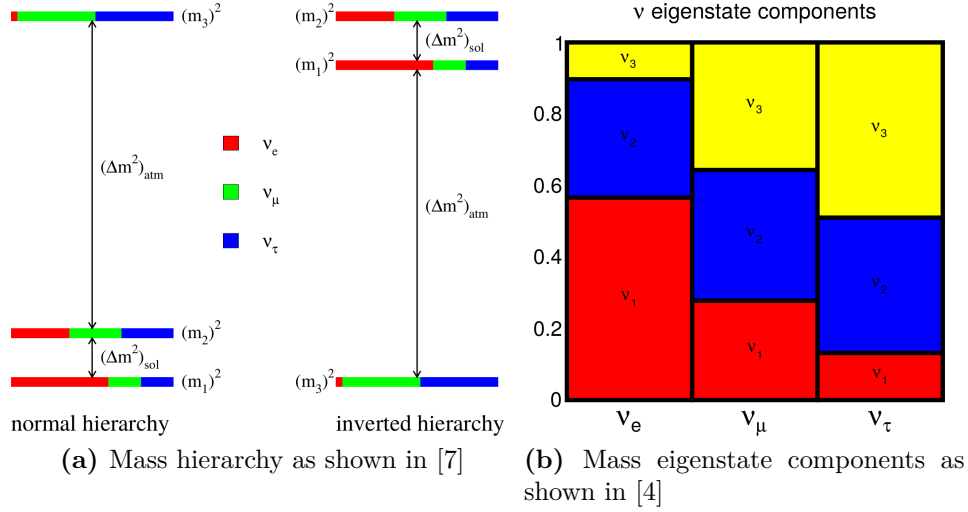 (m₃)²
(Δm²)atm
(m₂)²
(Δm²)sol
(m₁)²
normal hierarchy
νe
νμ
ντ
(m₂)²
(Δm²)sol
(m₁)²
(Δm²)atm
(m₃)²
inverted hierarchy
(a) Mass hierarchy as shown in [7]
ν eigenstate components
1
0.8
0.6
0.4
0.2
0
ν₃
ν₂
ν₁
ν₃
ν₂
ν₁
ν₃
ν₂
ν₁
νe νμ ντ
(b) Mass eigenstate components as
shown in [4]